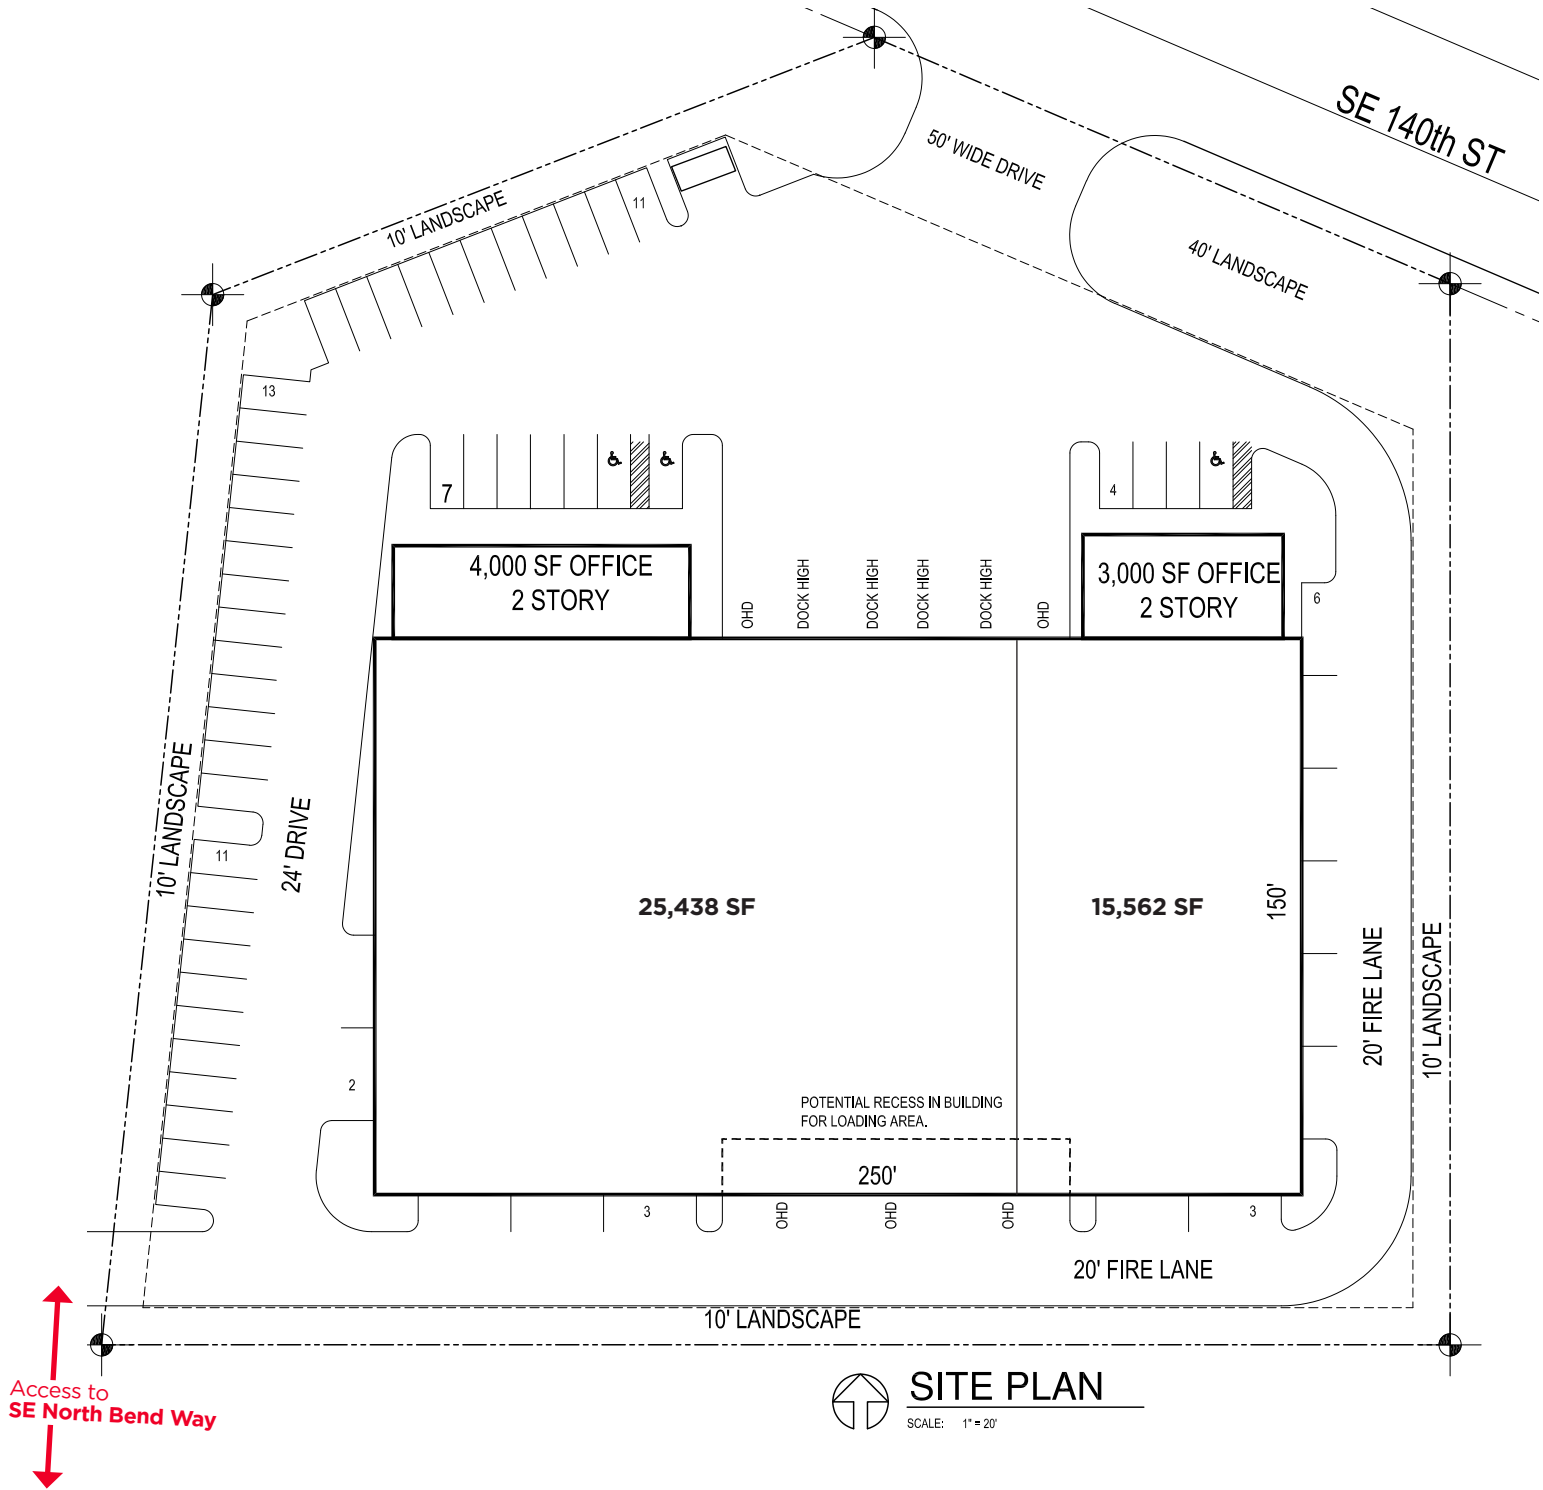 SE 140th ST
50' WIDE DRIVE
10' LANDSCAPE
11
40' LANDSCAPE
13
7
4
4,000 SF OFFICE
2 STORY
OHD
DOCK HIGH
DOCK HIGH
DOCK HIGH
DOCK HIGH
OHD
3,000 SF OFFICE
2 STORY
6
10' LANDSCAPE
24' DRIVE
11
25,438 SF
15,562 SF
150'
20' FIRE LANE
10' LANDSCAPE
2
POTENTIAL RECESS IN BUILDING
FOR LOADING AREA.
250'
3
OHD
OHD
OHD
3
20' FIRE LANE
10' LANDSCAPE
Access to
SE North Bend Way
SITE PLAN
SCALE: 1" = 20'